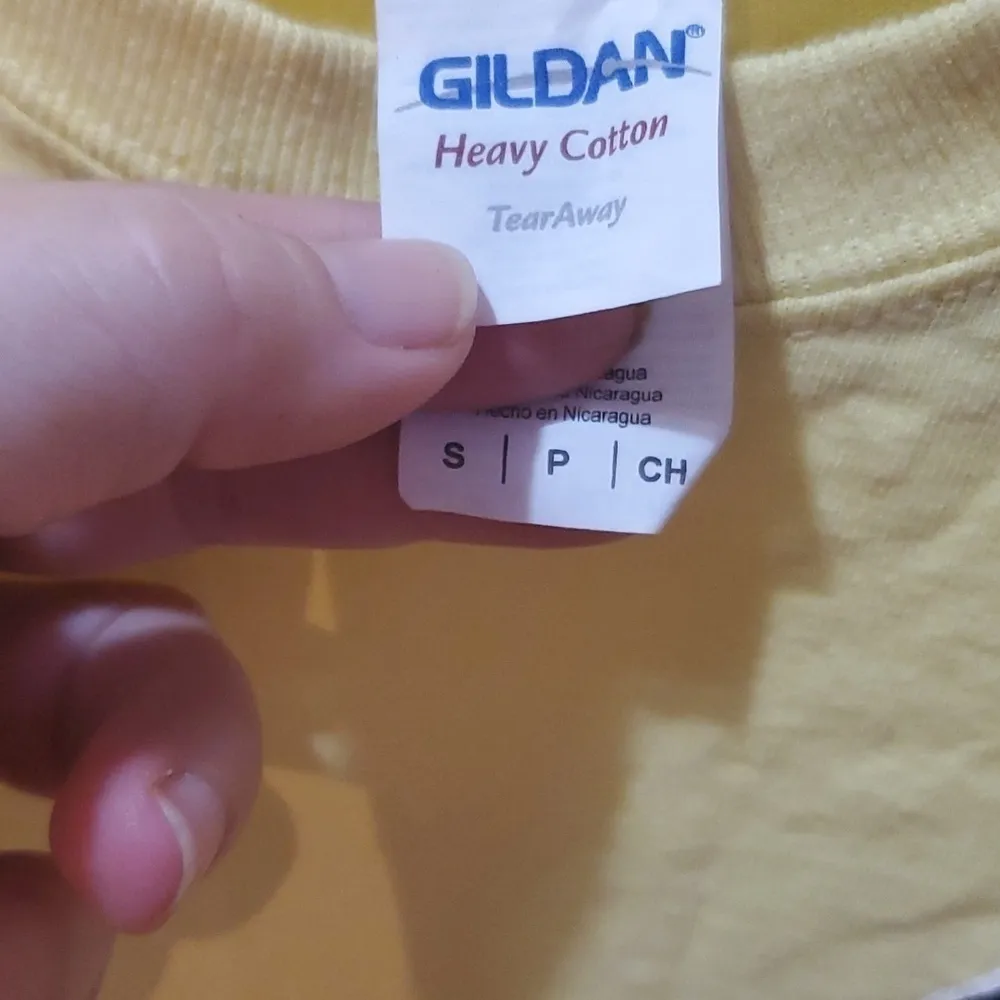 GILDAN®
Heavy Cotton
TearAway
Nicaragua
Hecho en Nicaragua
S | P | CH